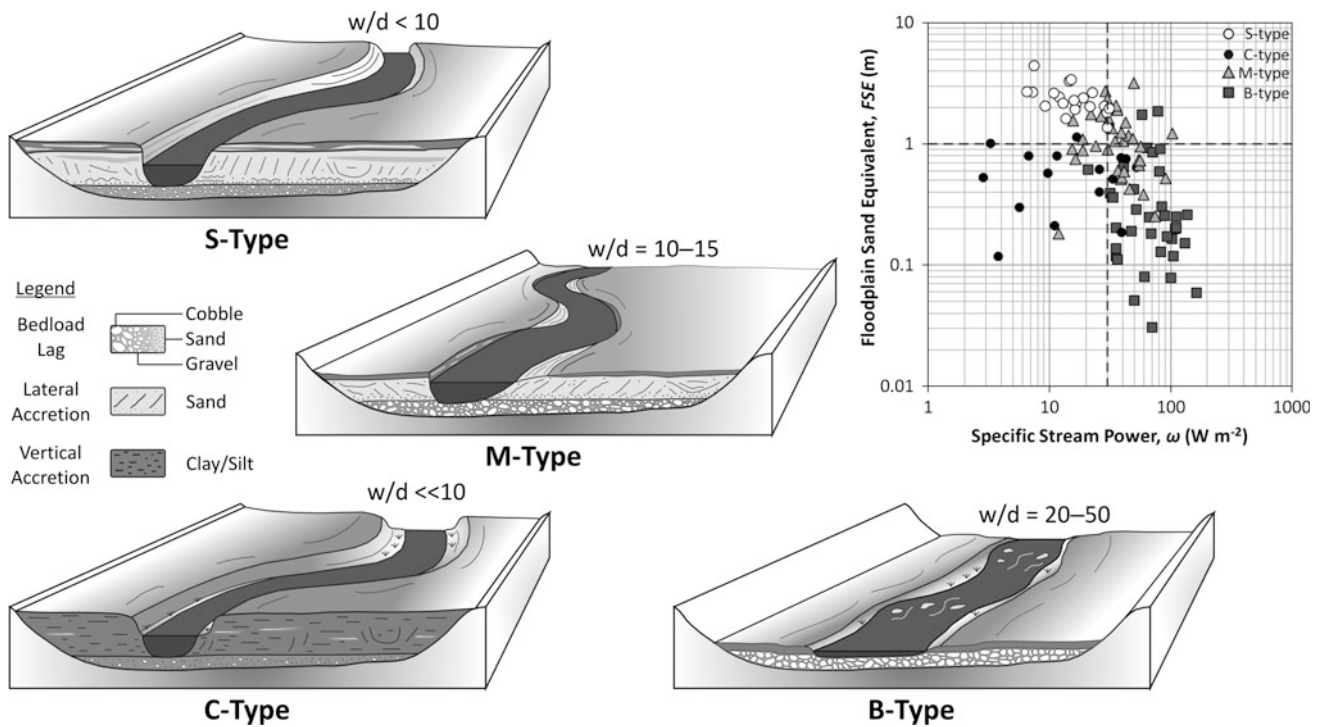 w/d < 10
S-Type
Legend
Bedload
Lag
Cobble
Sand
Gravel
Lateral
Accretion
Sand
Vertical
Accretion
Clay/Silt
w/d = 10–15
M-Type
w/d <<10
C-Type
w/d = 20–50
B-Type
Floodplain Sand Equivalent, FSE (m)
10
1
0.1
0.01
S-type
C-type
M-type
B-type
1
10
100
1000
Specific Stream Power, ω (W m⁻²)